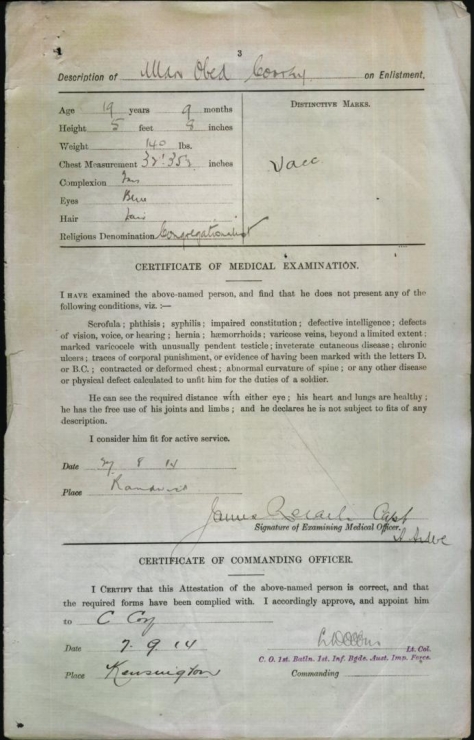 3
Description of Obed on Enlistment.
Age 19 years 9 months
Height 5 feet inches
Weight 140 lbs.
Chest Measurement inches
Complexion
Eyes Blue
Hair Fair
Religious Denomination Congregationalist
DISTINCTIVE MARKS.
Vacc
CERTIFICATE OF MEDICAL EXAMINATION.
I HAVE examined the above-named person, and find that he does not present any of the
following conditions, viz. :—
Scrofula; phthisis; syphilis; impaired constitution; defective intelligence; defects
of vision, voice, or hearing; hernia; hæmorrhoids; varicose veins, beyond a limited extent;
marked varicocele with unusually pendent testicle; inveterate cutaneous disease; chronic
ulcers; traces of corporal punishment, or evidence of having been marked with the letters D.
or B.C.; contracted or deformed chest; abnormal curvature of spine; or any other disease
or physical defect calculated to unfit him for the duties of a soldier.
He can see the required distance with either eye; his heart and lungs are healthy;
he has the free use of his joints and limbs; and he declares he is not subject to fits of any
description.
I consider him fit for active service.
Date 27 8 14
Place
James Capt
Signature of Examining Medical Officer.
CERTIFICATE OF COMMANDING OFFICER.
I CERTIFY that this Attestation of the above-named person is correct, and that
the required forms have been complied with. I accordingly approve, and appoint him
to C Coy
Date 7.9.14
Lt. Col.
C. O. 1st. Battn. 1st. Inf. Bgde. Aust. Imp. Force.
Place Kensington
Commanding